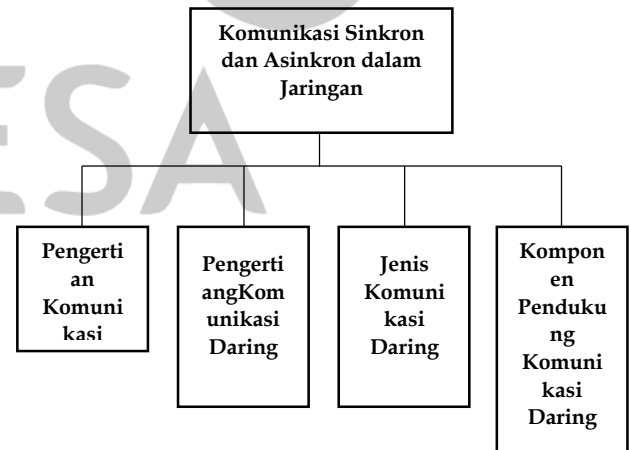 Komunikasi Sinkron
dan Asinkron dalam
Jaringan
ESA
Pengerti
an
Komuni
kasi
Pengerti
angKom
unikasi
Daring
Jenis
Komuni
kasi
Daring
Kompon
en
Penduku
ng
Komuni
kasi
Daring